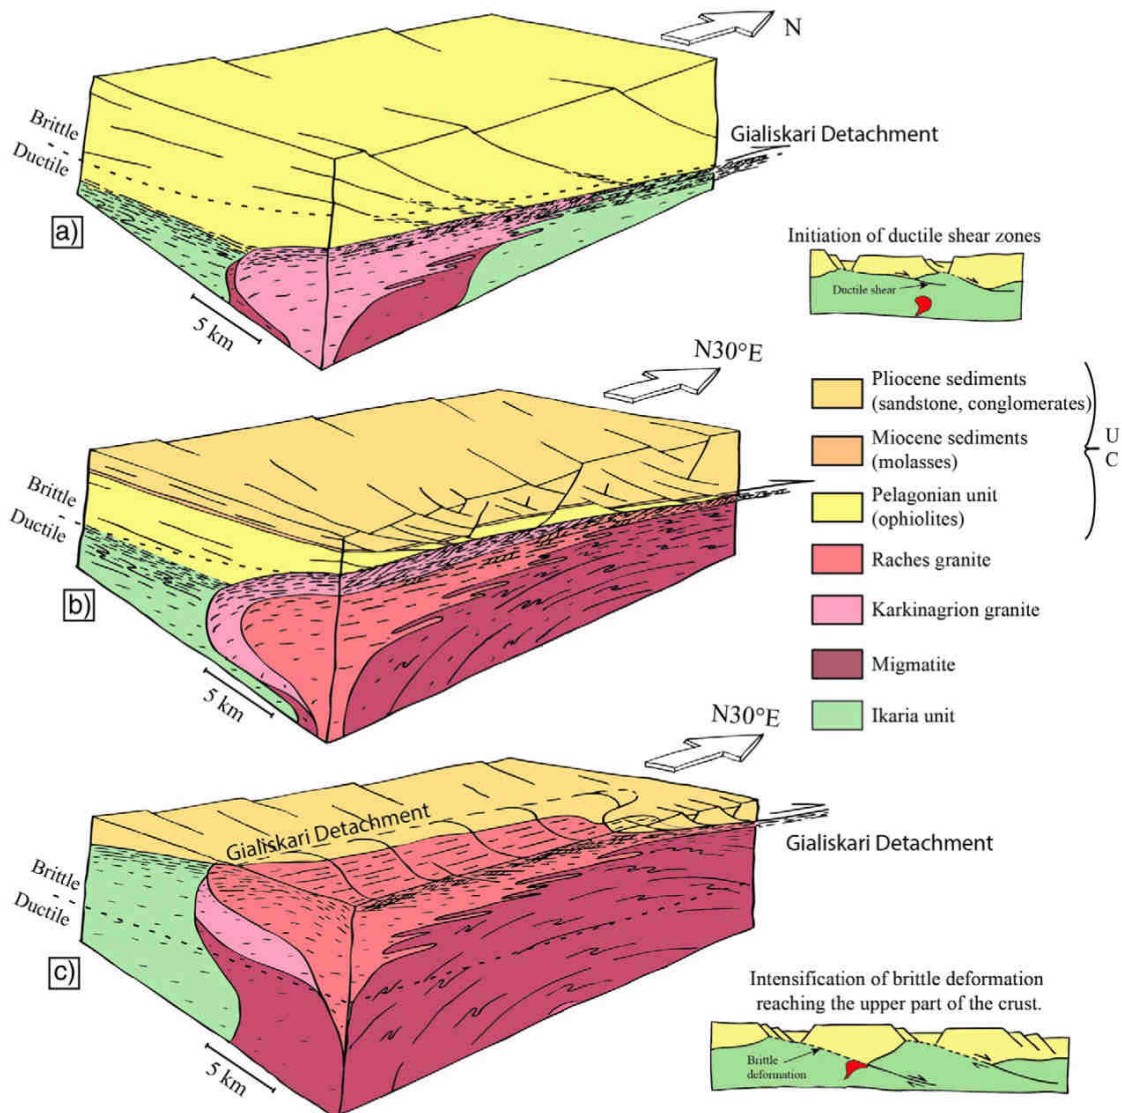 N
Brittle
Ductile
Gialiskari Detachment
a)
5 km
Initiation of ductile shear zones
Ductile shear
N30°E
Brittle
Ductile
b)
5 km
Pliocene sediments
(sandstone, conglomerates)
Miocene sediments
(molasses)
U
C
Pelagonian unit
(ophiolites)
Raches granite
Karkinagrion granite
Migmatite
Ikaria unit
N30°E
Gialiskari Detachment
Gialiskari Detachment
Brittle
Ductile
c)
5 km
Intensification of brittle deformation
reaching the upper part of the crust.
Brittle
deformation